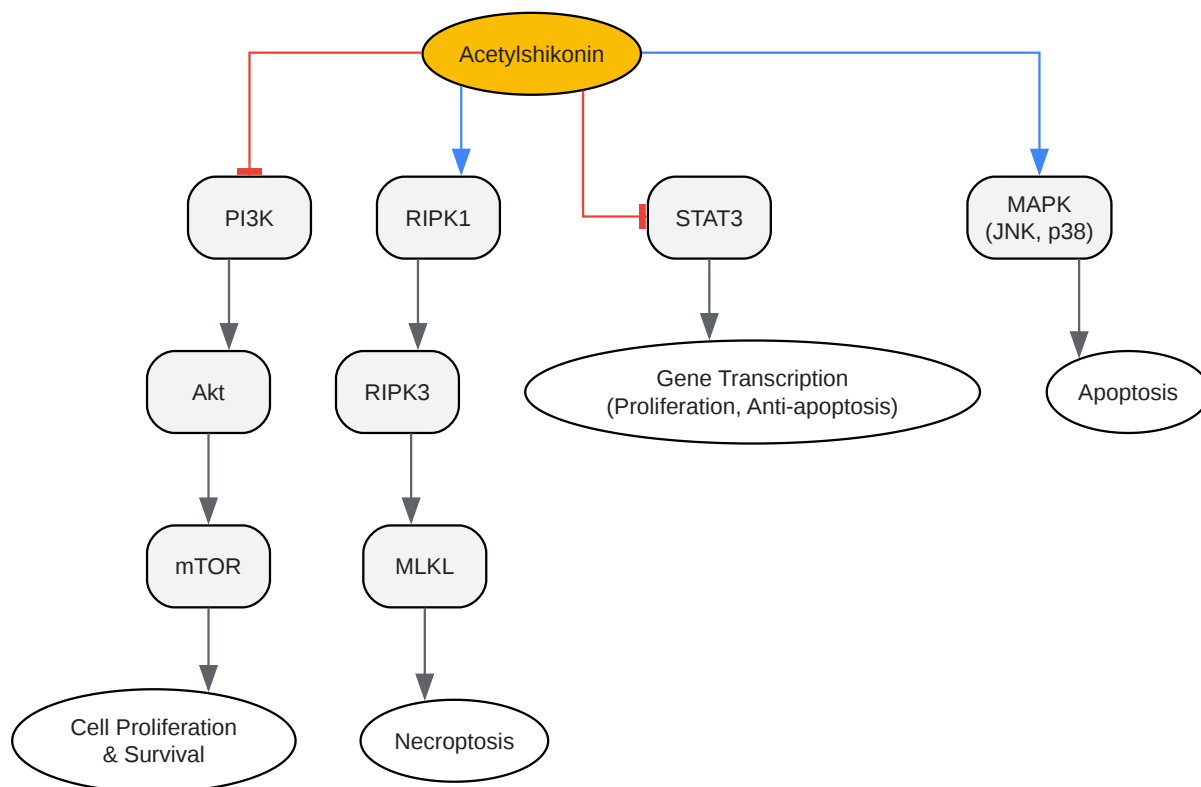 Acetylshikonin
PI3K
RIPK1
STAT3
MAPK
(JNK, p38)
Akt
RIPK3
Gene Transcription
(Proliferation, Anti-apoptosis)
Apoptosis
mTOR
MLKL
Cell Proliferation
& Survival
Necroptosis